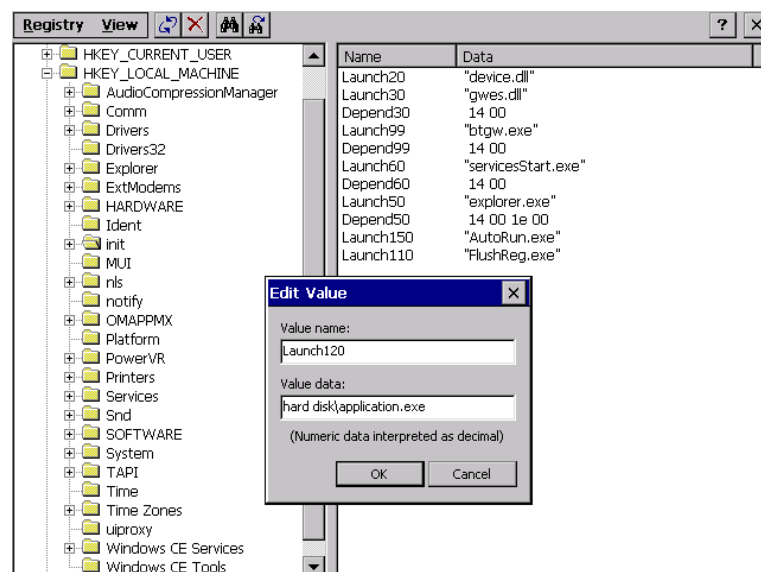 Registry View ?
HKEY_CURRENT_USER
HKEY_LOCAL_MACHINE
AudioCompressionManager
Comm
Drivers
Drivers32
Explorer
ExtModems
HARDWARE
Ident
init
MUI
nls
notify
OMAPPMX
Platform
PowerVR
Printers
Services
Snd
SOFTWARE
System
TAPI
Time
Time Zones
uiproxy
Windows CE Services
Windows CE Tools
Name Data
Launch20 "device.dll"
Launch30 "gwes.dll"
Depend30 14 00
Launch99 "btgw.exe"
Depend99 14 00
Launch60 "servicesStart.exe"
Depend60 14 00
Launch50 "explorer.exe"
Depend50 14 00 1e 00
Launch150 "AutoRun.exe"
Launch110 "FlushReg.exe"
Edit Value
Value name:
Launch120
Value data:
hard disk\application.exe
(Numeric data interpreted as decimal)
OK Cancel